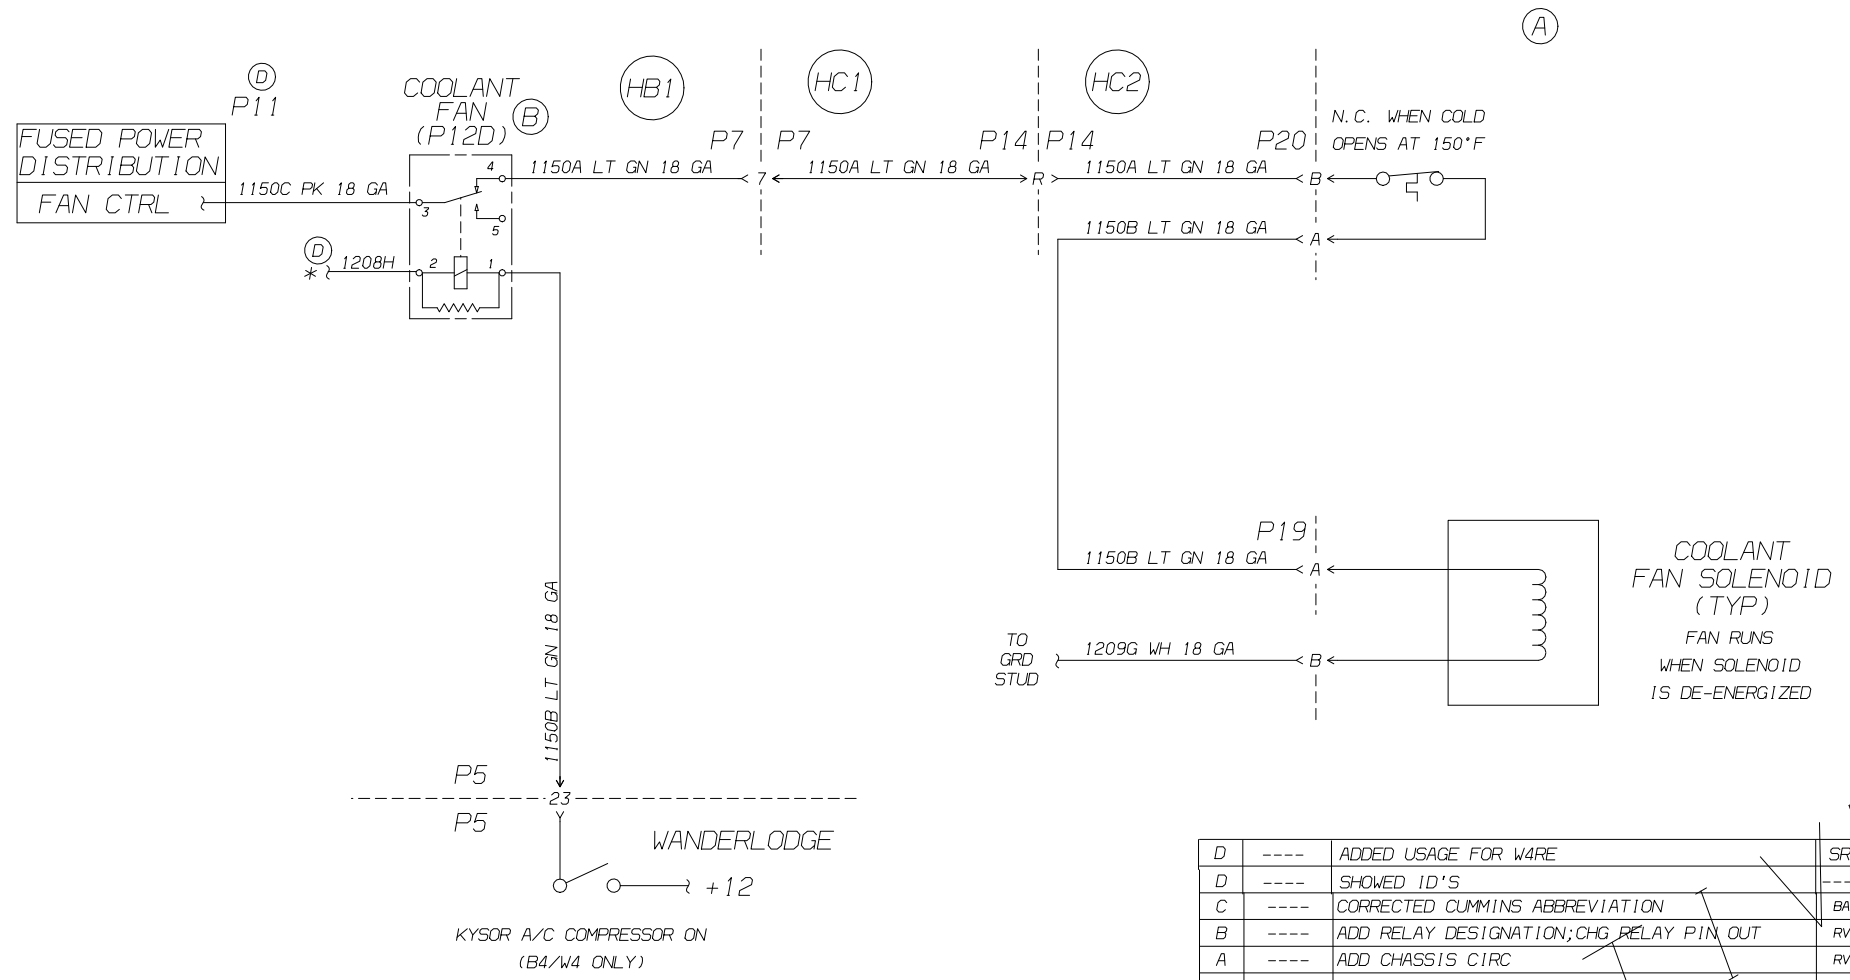 A
D
P11
COOLANT
FAN
(P12D)
B
HB1
HC1
HC2
FUSED POWER
DISTRIBUTION
FAN CTRL
1150C PK 18 GA
3
4
5
1150A LT GN 18 GA
P7
P7
7
1150A LT GN 18 GA
P14
P14
R
1150A LT GN 18 GA
P20
B
N.C. WHEN COLD
OPENS AT 150°F
1150B LT GN 18 GA
A
D
*
1208H
2
1
1150B LT GN 18 GA
P19
1150B LT GN 18 GA
A
TO
GRD
STUD
1209G WH 18 GA
B
COOLANT
FAN SOLENOID
(TYP)
FAN RUNS
WHEN SOLENOID
IS DE-ENERGIZED
P5
23
P5
WANDERLODGE
+12
KYSOR A/C COMPRESSOR ON
(B4/W4 ONLY)
D ---- ADDED USAGE FOR W4RE SR
D ---- SHOWED ID'S ---
C ---- CORRECTED CUMMINS ABBREVIATION BA
B ---- ADD RELAY DESIGNATION;CHG RELAY PIN OUT RV
A ---- ADD CHASSIS CIRC RV